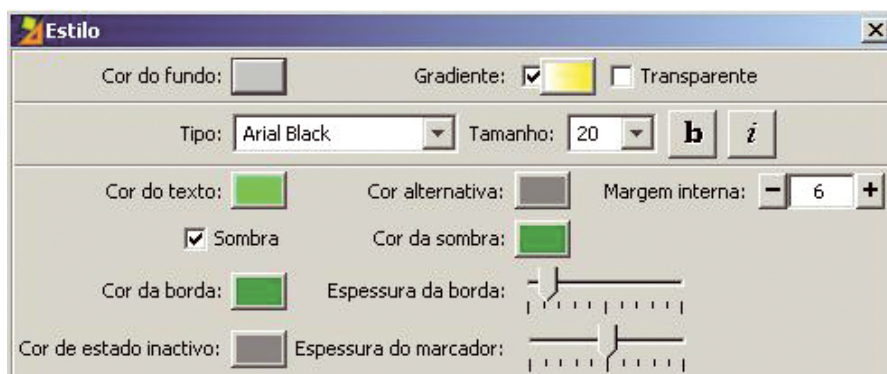 Estilo
Cor do fundo: Gradiente: Transparente
Tipo: Arial Black Tamanho: 20 b i
Cor do texto: Cor alternativa: Margem interna: - 6 +
Sombra Cor da sombra:
Cor da borda: Espessura da borda:
Cor de estado inactivo: Espessura do marcador: